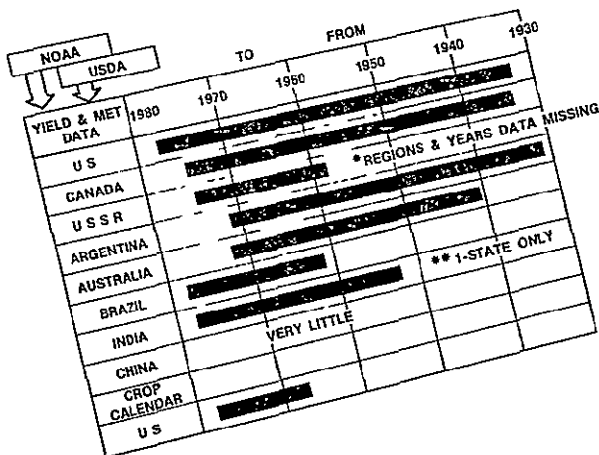 NOAA
USDA
TO FROM
YIELD & MET
DATA
1980 1970 1960 1950 1940 1930
U S
CANADA
*REGIONS & YEARS DATA MISSING
U S S R
ARGENTINA
AUSTRALIA
BRAZIL
**1-STATE ONLY
INDIA
VERY LITTLE
CHINA
CROP
CALENDAR
U S